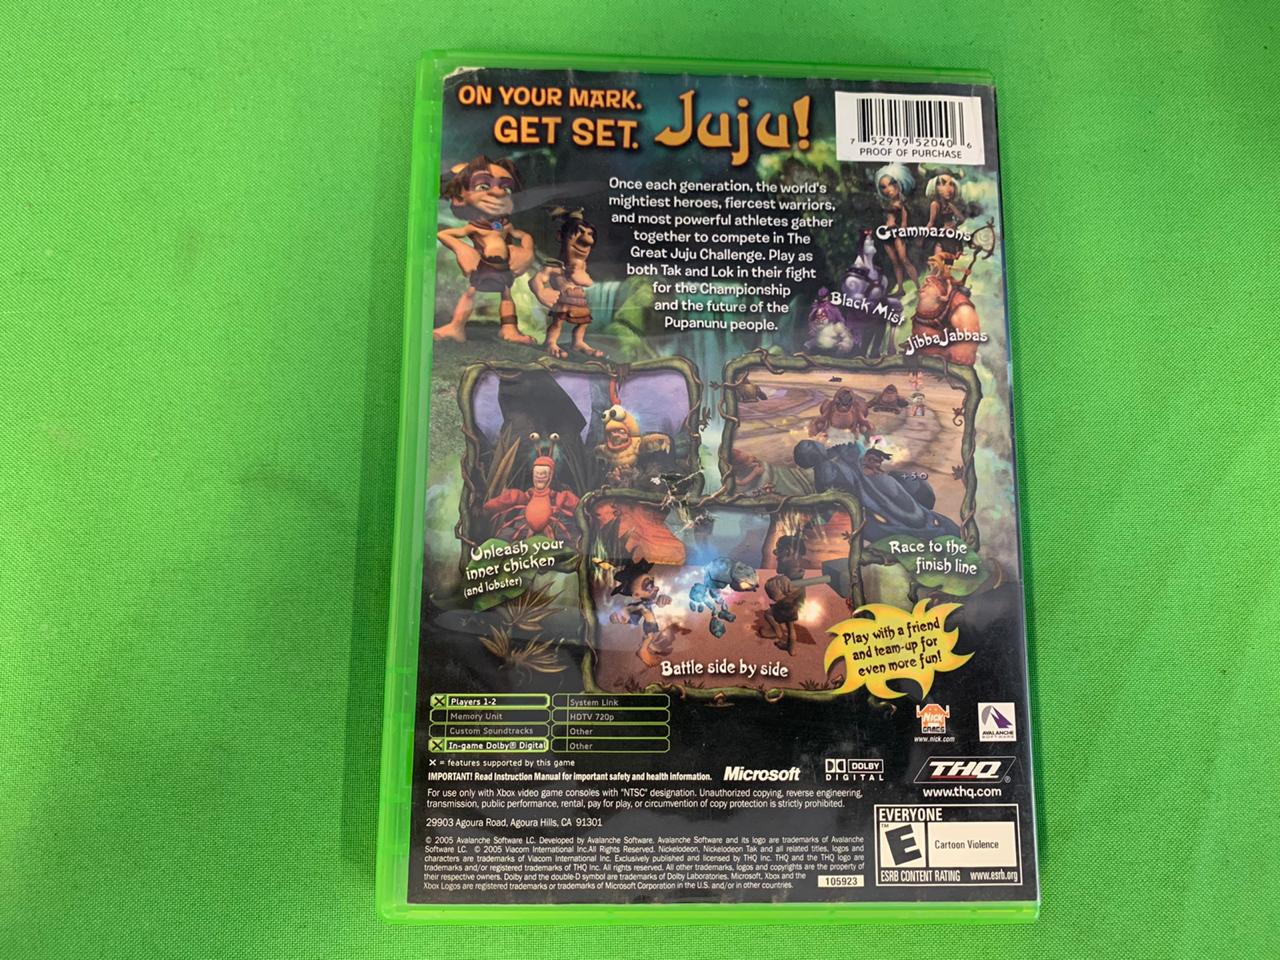 ON YOUR MARK.
GET SET. Juju!
7 52919 52040 6
PROOF OF PURCHASE
Once each generation, the world's
mightiest heroes, fiercest warriors,
and most powerful athletes gather
together to compete in The
Great Juju Challenge. Play as
both Tak and Lok in their fight
for the Championship
and the future of the
Pupanunu people.
Grammazons
Black Mist
JibbaJabbas
+30
Unleash your
inner chicken
(and lobster)
Race to the
finish line
Battle side by side
Play with a friend
and team-up for
even more fun!
X Players 1-2
Memory Unit
Custom Soundtracks
X In-game Dolby® Digital
System Link
HDTV 720p
Other
Other
X = features supported by this game
NICK
GAMES
www.nick.com
AVALANCHE
SOFTWARE
IMPORTANT! Read Instruction Manual for important safety and health information.
Microsoft
DOLBY
DIGITAL
THQ®
www.thq.com
For use only with Xbox video game consoles with "NTSC" designation. Unauthorized copying, reverse engineering,
transmission, public performance, rental, pay for play, or circumvention of copy protection is strictly prohibited.
29903 Agoura Road, Agoura Hills, CA 91301
© 2005 Avalanche Software LC. Developed by Avalanche Software. Avalanche Software and its logo are trademarks of Avalanche
Software LC. © 2005 Viacom International Inc.All Rights Reserved. Nickelodeon, Nickelodeon Tak and all related titles, logos and
characters are trademarks of Viacom International Inc. Exclusively published and licensed by THQ Inc. THQ and the THQ logo are
trademarks and/or registered trademarks of THQ Inc. All rights reserved. All other trademarks, logos and copyrights are the property of
their respective owners. Dolby and the double-D symbol are trademarks of Dolby Laboratories. Microsoft, Xbox and the
Xbox Logos are registered trademarks or trademarks of Microsoft Corporation in the U.S. and/or in other countries.
105923
EVERYONE
E
™
Cartoon Violence
ESRB CONTENT RATING www.esrb.org